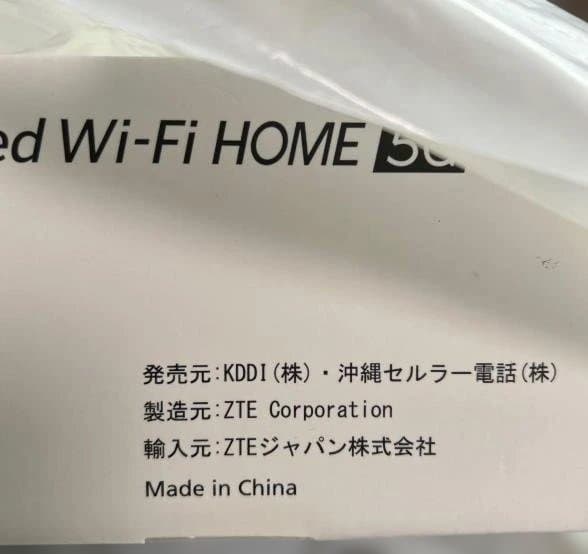 ed Wi-Fi HOME 5G
発売元:KDDI(株)・沖縄セルラー電話(株)
製造元:ZTE Corporation
輸入元:ZTEジャパン株式会社
Made in China